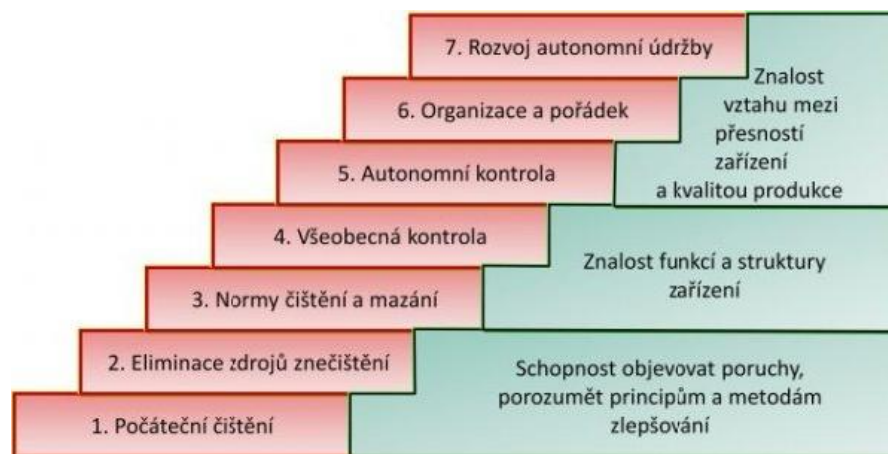 7. Rozvoj autonomní údržby
6. Organizace a pořádek
5. Autonomní kontrola
4. Všeobecná kontrola
3. Normy čištění a mazání
2. Eliminace zdrojů znečištění
1. Počáteční čištění
Znalost
vztahu mezi
přesností
zařízení
a kvalitou produkce
Znalost funkcí a struktury
zařízení
Schopnost objevovat poruchy,
porozumět principům a metodám
zlepšování